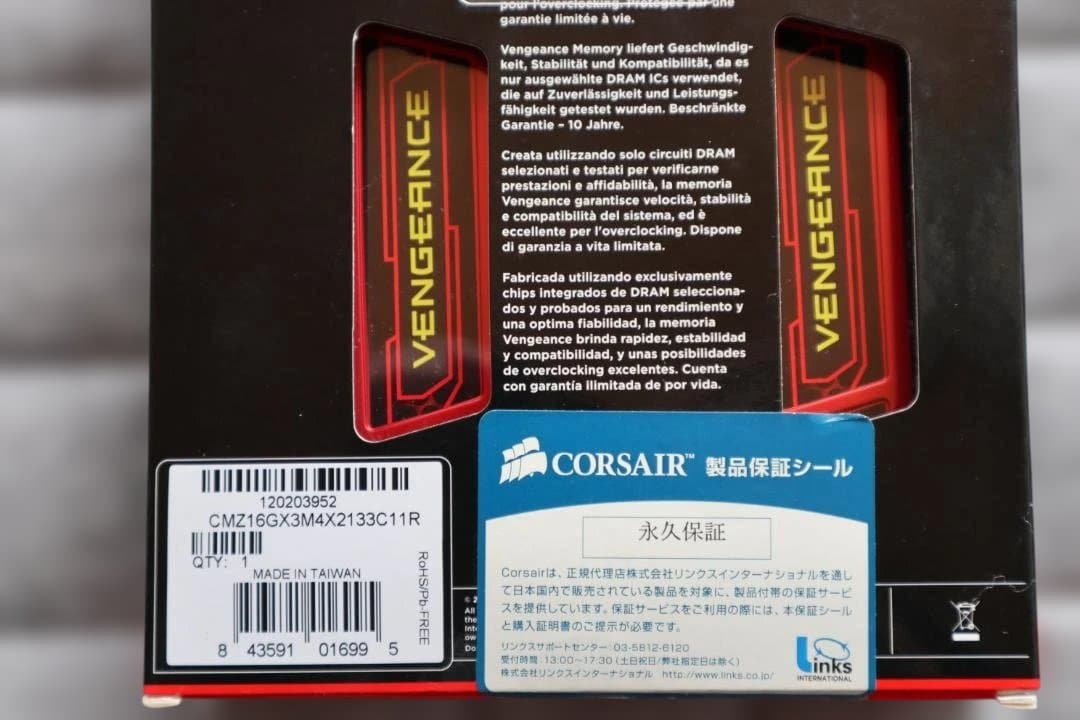 pour l'overclocking. Protégée par une
garantie limitée à vie.
Vengeance Memory liefert Geschwindig-
keit, Stabilität und Kompatibilität, da es
nur ausgewählte DRAM ICs verwendet,
die auf Zuverlässigkeit und Leistungs-
fähigkeit getestet wurden. Beschränkte
Garantie – 10 Jahre.
Creata utilizzando solo circuiti DRAM
selezionati e testati per verificarne
prestazioni e affidabilità, la memoria
Vengeance garantisce velocità, stabilità
e compatibilità del sistema, ed è
eccellente per l'overclocking. Dispone
di garanzia a vita limitata.
Fabricada utilizando exclusivamente
chips integrados de DRAM selecciona-
dos y probados para un rendimiento y
una optima fiabilidad, la memoria
Vengeance brinda rapidez, estabilidad
y compatibilidad, y unas posibilidades
de overclocking excelentes. Cuenta
con garantía ilimitada de por vida.
VENGEANCE
VENGEANCE
120203952
CMZ16GX3M4X2133C11R
QTY: 1
MADE IN TAIWAN
8 43591 01699 5
RoHS/Pb-FREE
© 2
All
the
Inte
ow
Do
CORSAIR™ 製品保証シール
永久保証
Corsairは、正規代理店株式会社リンクスインターナショナルを通し
て日本国内で販売されている製品を対象に、製品付帯の保証サービ
スを提供しています。保証サービスをご利用の際には、本保証シール
と購入証明書のご提示が必要です。
リンクスサポートセンター：03-5812-6120
受付時間：13:00～17:30（土日祝日/弊社指定日は除く）
株式会社リンクスインターナショナル http://www.links.co.jp/
Links
INTERNATIONAL